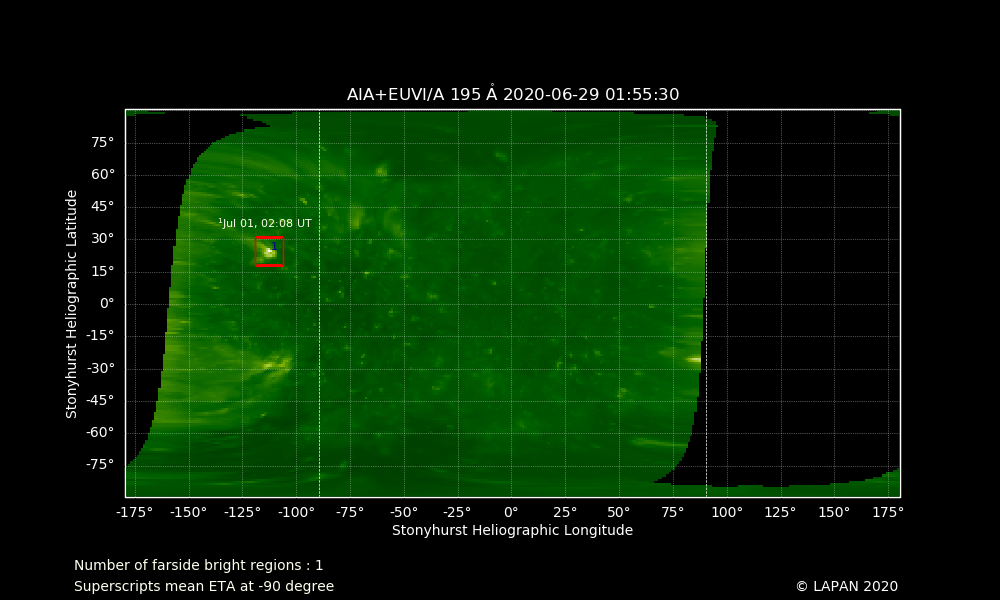 AIA+EUVI/A 195 Å 2020-06-29 01:55:30
Stonyhurst Heliographic Latitude
75°
60°
45°
30°
15°
0°
-15°
-30°
-45°
-60°
-75°
¹Jul 01, 02:08 UT
1
-175° -150° -125° -100° -75° -50° -25° 0° 25° 50° 75° 100° 125° 150° 175°
Stonyhurst Heliographic Longitude
Number of farside bright regions : 1
Superscripts mean ETA at -90 degree
© LAPAN 2020